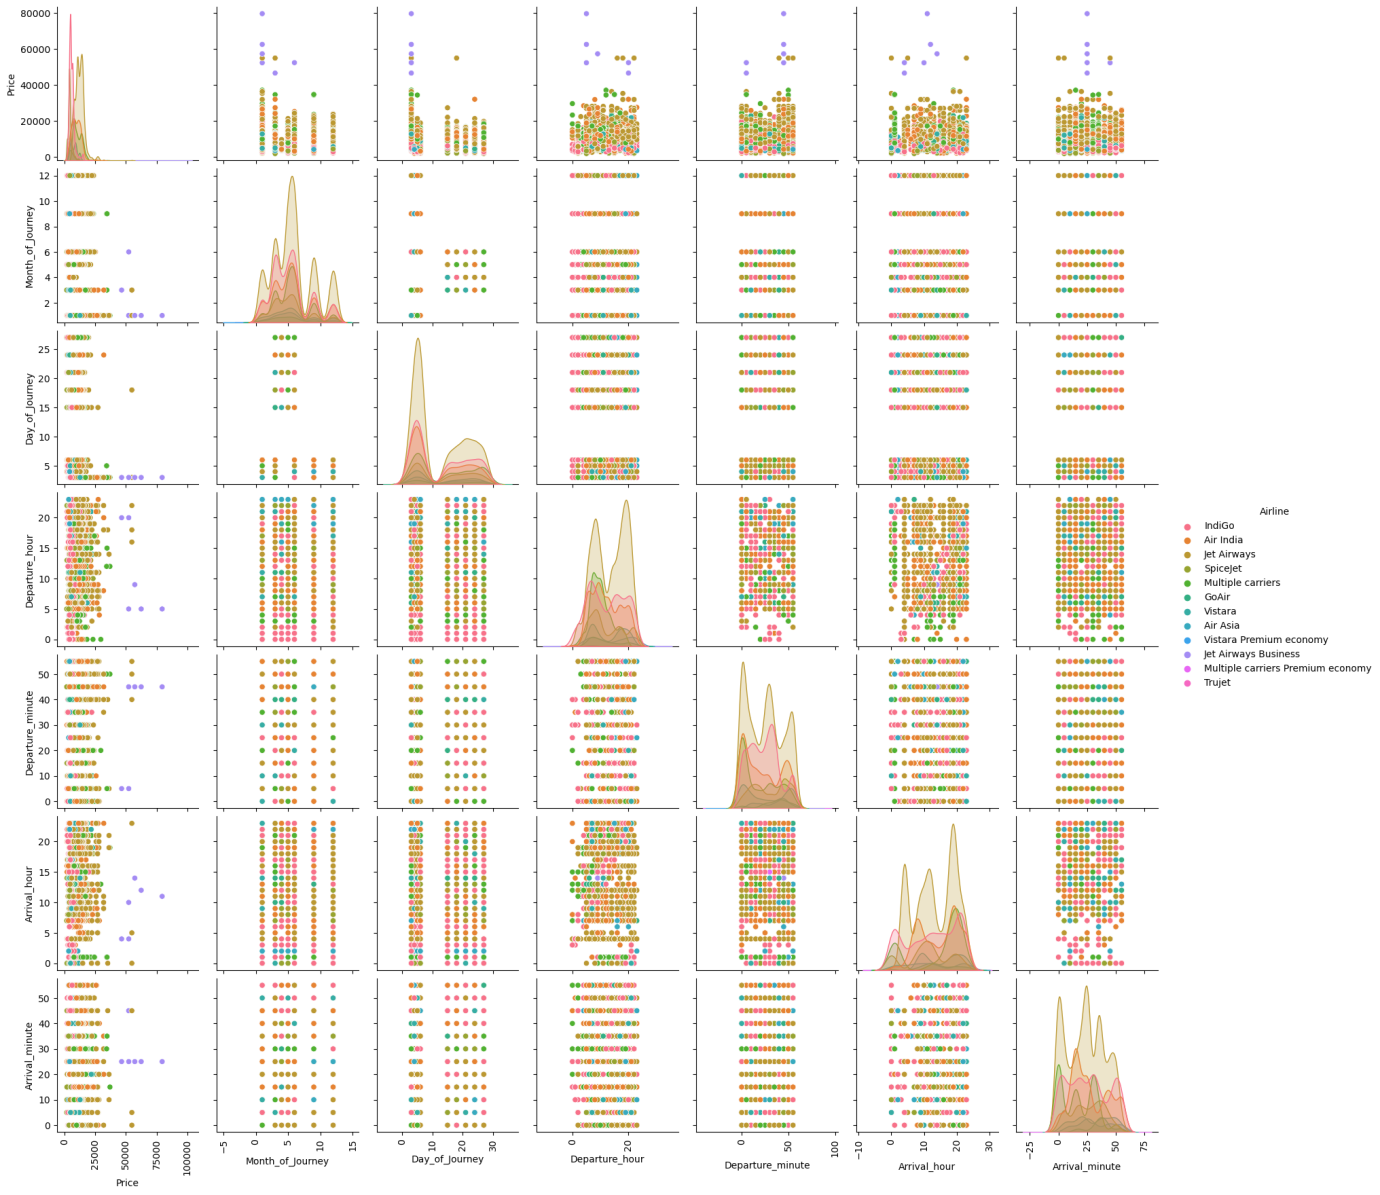 80000
60000
40000
20000
0
Price
12
10
8
6
4
2
Month_of_Journey
25
20
15
10
5
Day_of_Journey
20
15
10
5
0
Departure_hour
50
40
30
20
10
0
Departure_minute
20
15
10
5
0
Arrival_hour
50
40
30
20
10
0
Arrival_minute
0
25000
50000
75000
100000
Price
−5
0
5
10
15
Month_of_Journey
0
10
20
30
Day_of_Journey
0
20
Departure_hour
0
50
100
Departure_minute
−10
0
10
20
30
Arrival_hour
−25
0
25
50
75
Arrival_minute
Airline
IndiGo
Air India
Jet Airways
SpiceJet
Multiple carriers
GoAir
Vistara
Air Asia
Vistara Premium economy
Jet Airways Business
Multiple carriers Premium economy
Trujet